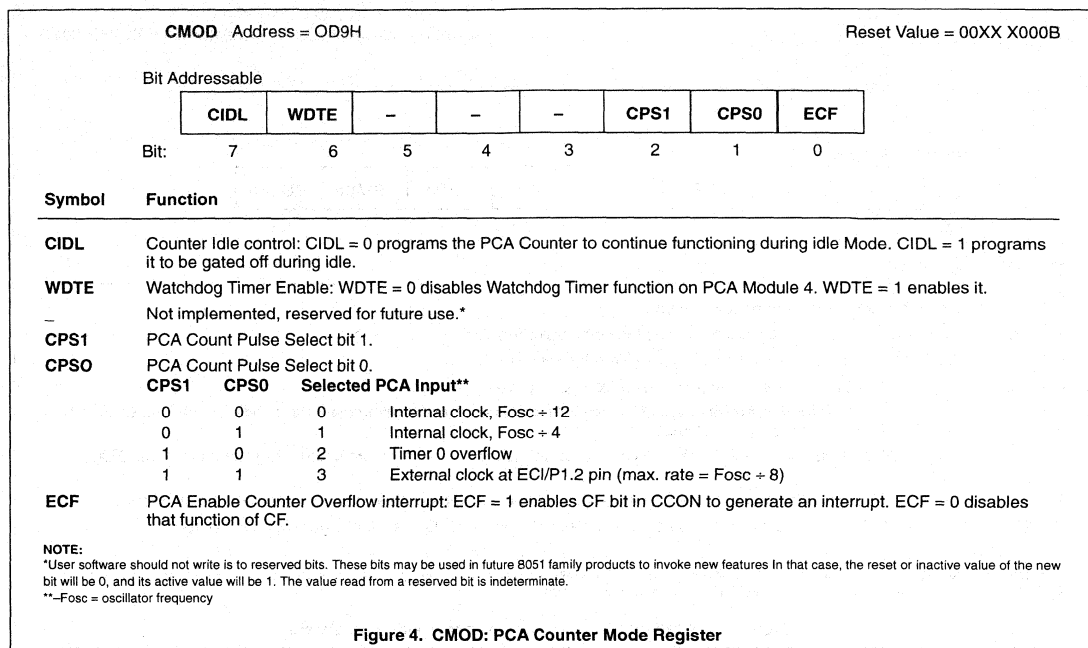 CMOD Address = OD9H Reset Value = 00XX X000B
Bit Addressable
CIDL WDTE – – – CPS1 CPS0 ECF
Bit: 7 6 5 4 3 2 1 0
Symbol Function
CIDL Counter Idle control: CIDL = 0 programs the PCA Counter to continue functioning during idle Mode. CIDL = 1 programs
it to be gated off during idle.
WDTE Watchdog Timer Enable: WDTE = 0 disables Watchdog Timer function on PCA Module 4. WDTE = 1 enables it.
_ Not implemented, reserved for future use.*
CPS1 PCA Count Pulse Select bit 1.
CPSO PCA Count Pulse Select bit 0.
CPS1 CPS0 Selected PCA Input**
0 0 0 Internal clock, Fosc ÷ 12
0 1 1 Internal clock, Fosc ÷ 4
1 0 2 Timer 0 overflow
1 1 3 External clock at ECI/P1.2 pin (max. rate = Fosc ÷ 8)
ECF PCA Enable Counter Overflow interrupt: ECF = 1 enables CF bit in CCON to generate an interrupt. ECF = 0 disables
that function of CF.
NOTE:
*User software should not write is to reserved bits. These bits may be used in future 8051 family products to invoke new features In that case, the reset or inactive value of the new
bit will be 0, and its active value will be 1. The value read from a reserved bit is indeterminate.
**–Fosc = oscillator frequency
Figure 4. CMOD: PCA Counter Mode Register